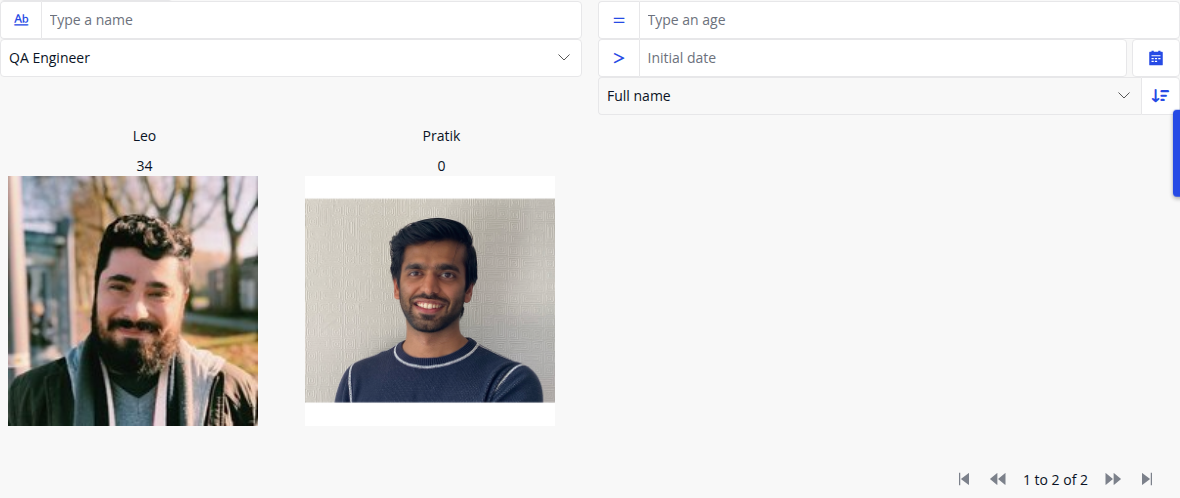 Ab Type a name
= Type an age
QA Engineer
> Initial date
Full name
Leo
Pratik
34
0
1 to 2 of 2